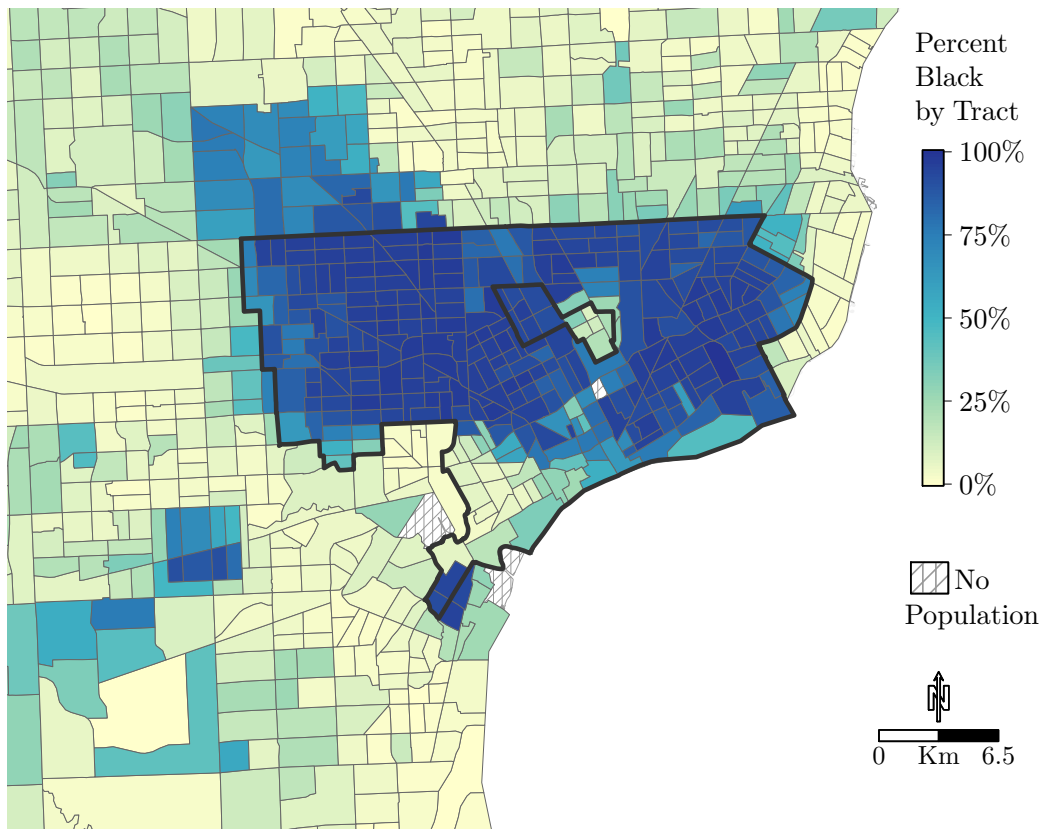 Percent
Black
by Tract
100%
75%
50%
25%
0%
No
Population
N
0 Km 6.5